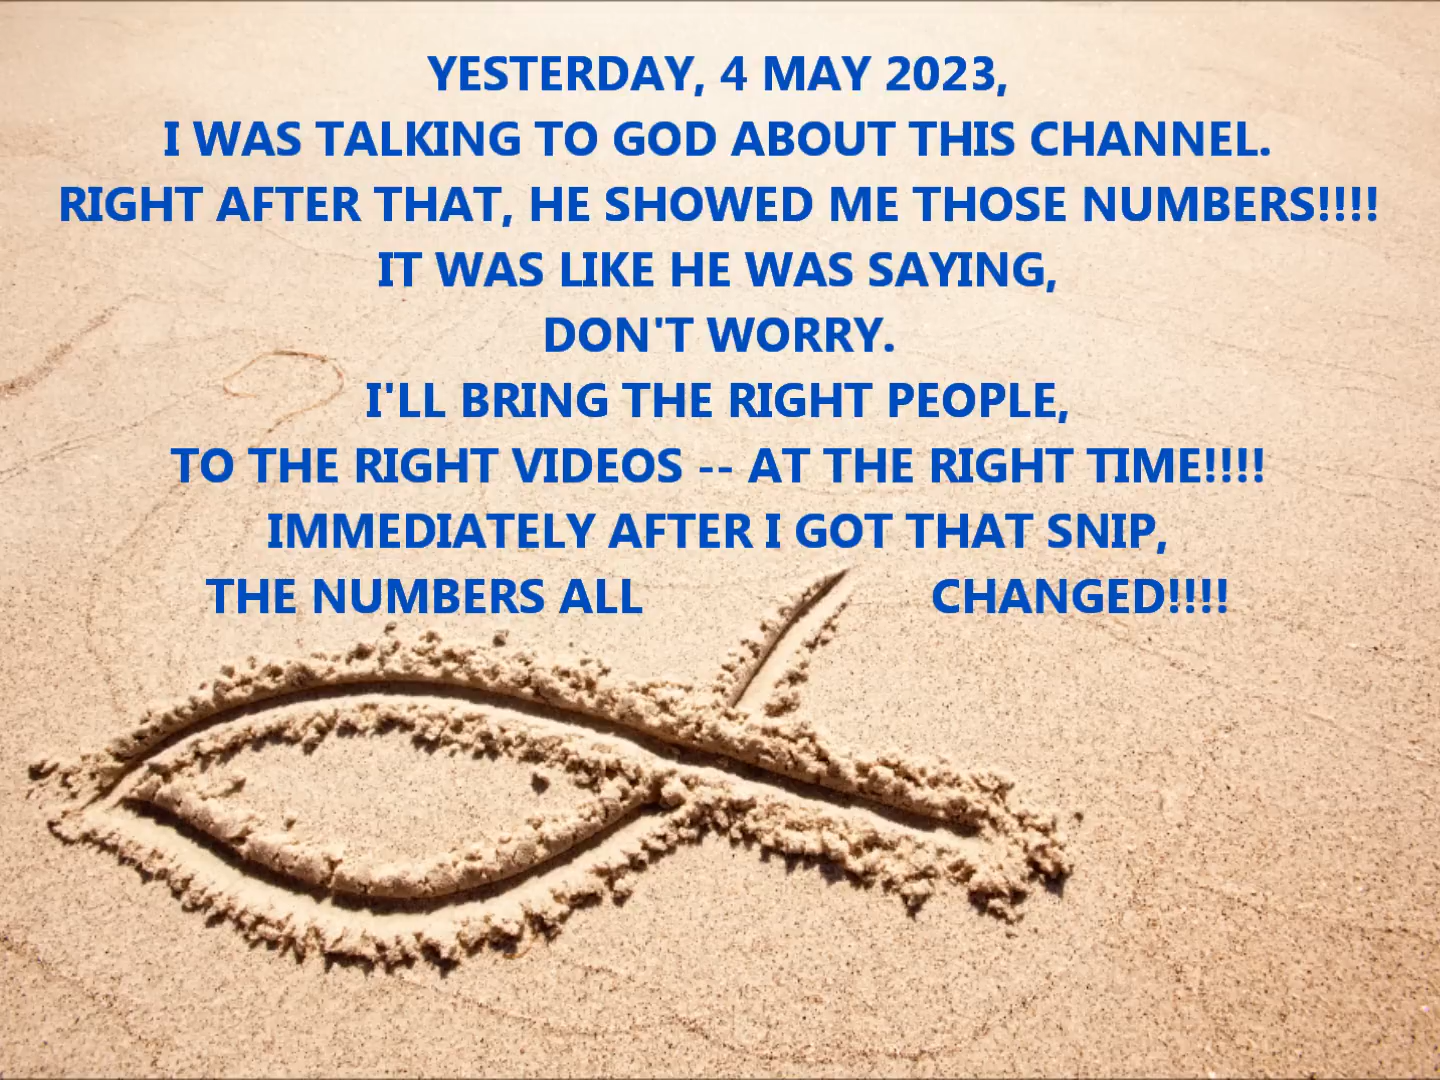 YESTERDAY, 4 MAY 2023,
I WAS TALKING TO GOD ABOUT THIS CHANNEL.
RIGHT AFTER THAT, HE SHOWED ME THOSE NUMBERS!!!!
IT WAS LIKE HE WAS SAYING,
DON'T WORRY.
I'LL BRING THE RIGHT PEOPLE,
TO THE RIGHT VIDEOS -- AT THE RIGHT TIME!!!!
IMMEDIATELY AFTER I GOT THAT SNIP,
THE NUMBERS ALL CHANGED!!!!